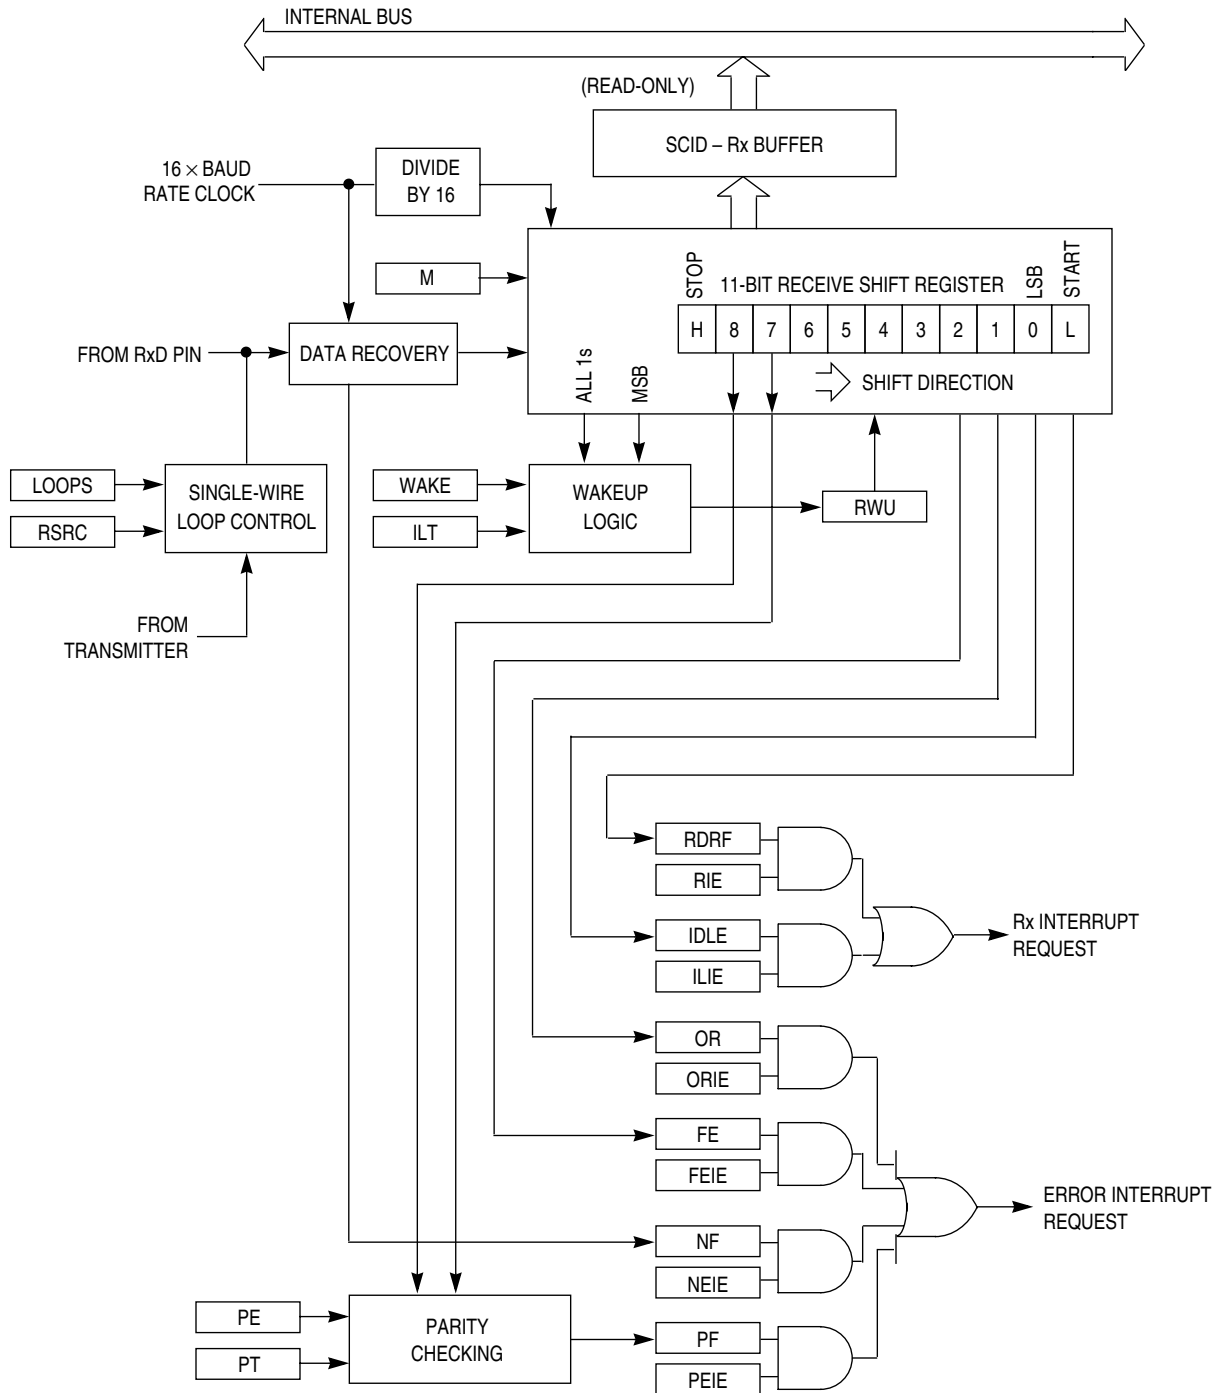 INTERNAL BUS
(READ-ONLY)
SCID – Rx BUFFER
16 × BAUD
RATE CLOCK
DIVIDE
BY 16
M
STOP
11-BIT RECEIVE SHIFT REGISTER
LSB
START
H 8 7 6 5 4 3 2 1 0 L
FROM RxD PIN
DATA RECOVERY
ALL 1s
MSB
SHIFT DIRECTION
LOOPS
RSRC
SINGLE-WIRE
LOOP CONTROL
WAKE
ILT
WAKEUP
LOGIC
RWU
FROM
TRANSMITTER
RDRF
RIE
IDLE
ILIE
Rx INTERRUPT
REQUEST
OR
ORIE
FE
FEIE
ERROR INTERRUPT
REQUEST
NF
NEIE
PE
PT
PARITY
CHECKING
PF
PEIE